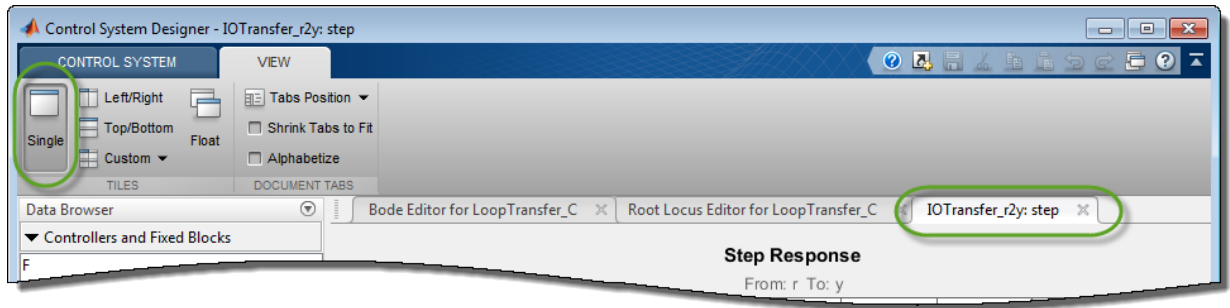 Control System Designer - IOTransfer_r2y: step
CONTROL SYSTEM VIEW
Single
Left/Right
Top/Bottom
Custom
Float
TILES
Tabs Position
Shrink Tabs to Fit
Alphabetize
DOCUMENT TABS
Data Browser
Controllers and Fixed Blocks
F
Bode Editor for LoopTransfer_C Root Locus Editor for LoopTransfer_C IOTransfer_r2y: step
Step Response
From: r To: y